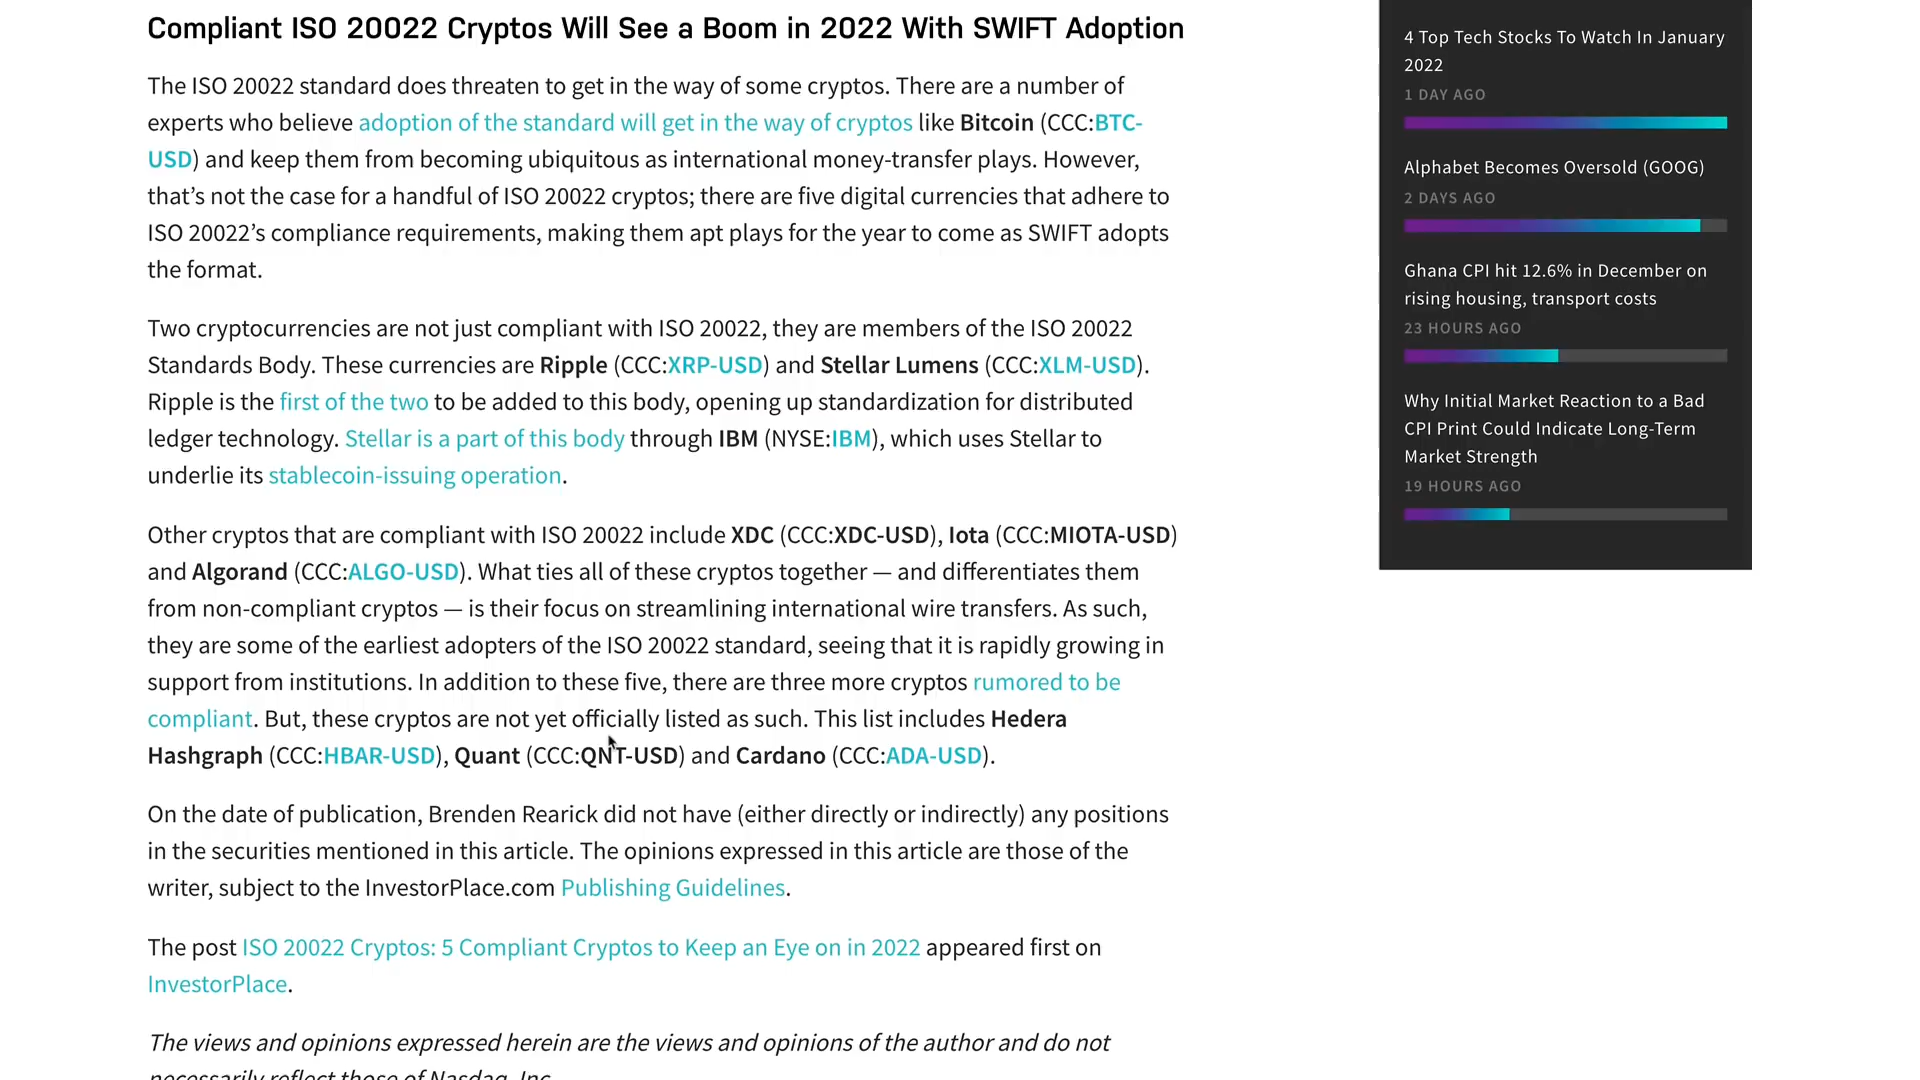 Compliant ISO 20022 Cryptos Will See a Boom in 2022 With SWIFT Adoption
The ISO 20022 standard does threaten to get in the way of some cryptos. There are a number of
experts who believe adoption of the standard will get in the way of cryptos like Bitcoin (CCC:BTC-
USD) and keep them from becoming ubiquitous as international money-transfer plays. However,
that’s not the case for a handful of ISO 20022 cryptos; there are five digital currencies that adhere to
ISO 20022’s compliance requirements, making them apt plays for the year to come as SWIFT adopts
the format.
Two cryptocurrencies are not just compliant with ISO 20022, they are members of the ISO 20022
Standards Body. These currencies are Ripple (CCC:XRP-USD) and Stellar Lumens (CCC:XLM-USD).
Ripple is the first of the two to be added to this body, opening up standardization for distributed
ledger technology. Stellar is a part of this body through IBM (NYSE:IBM), which uses Stellar to
underlie its stablecoin-issuing operation.
Other cryptos that are compliant with ISO 20022 include XDC (CCC:XDC-USD), Iota (CCC:MIOTA-USD)
and Algorand (CCC:ALGO-USD). What ties all of these cryptos together — and differentiates them
from non-compliant cryptos — is their focus on streamlining international wire transfers. As such,
they are some of the earliest adopters of the ISO 20022 standard, seeing that it is rapidly growing in
support from institutions. In addition to these five, there are three more cryptos rumored to be
compliant. But, these cryptos are not yet officially listed as such. This list includes Hedera
Hashgraph (CCC:HBAR-USD), Quant (CCC:QNT-USD) and Cardano (CCC:ADA-USD).
On the date of publication, Brenden Rearick did not have (either directly or indirectly) any positions
in the securities mentioned in this article. The opinions expressed in this article are those of the
writer, subject to the InvestorPlace.com Publishing Guidelines.
The post ISO 20022 Cryptos: 5 Compliant Cryptos to Keep an Eye on in 2022 appeared first on
InvestorPlace.
The views and opinions expressed herein are the views and opinions of the author and do not
necessarily reflect those of Nasdaq, Inc.
4 Top Tech Stocks To Watch In January
2022
1 DAY AGO
Alphabet Becomes Oversold (GOOG)
2 DAYS AGO
Ghana CPI hit 12.6% in December on
rising housing, transport costs
23 HOURS AGO
Why Initial Market Reaction to a Bad
CPI Print Could Indicate Long-Term
Market Strength
19 HOURS AGO